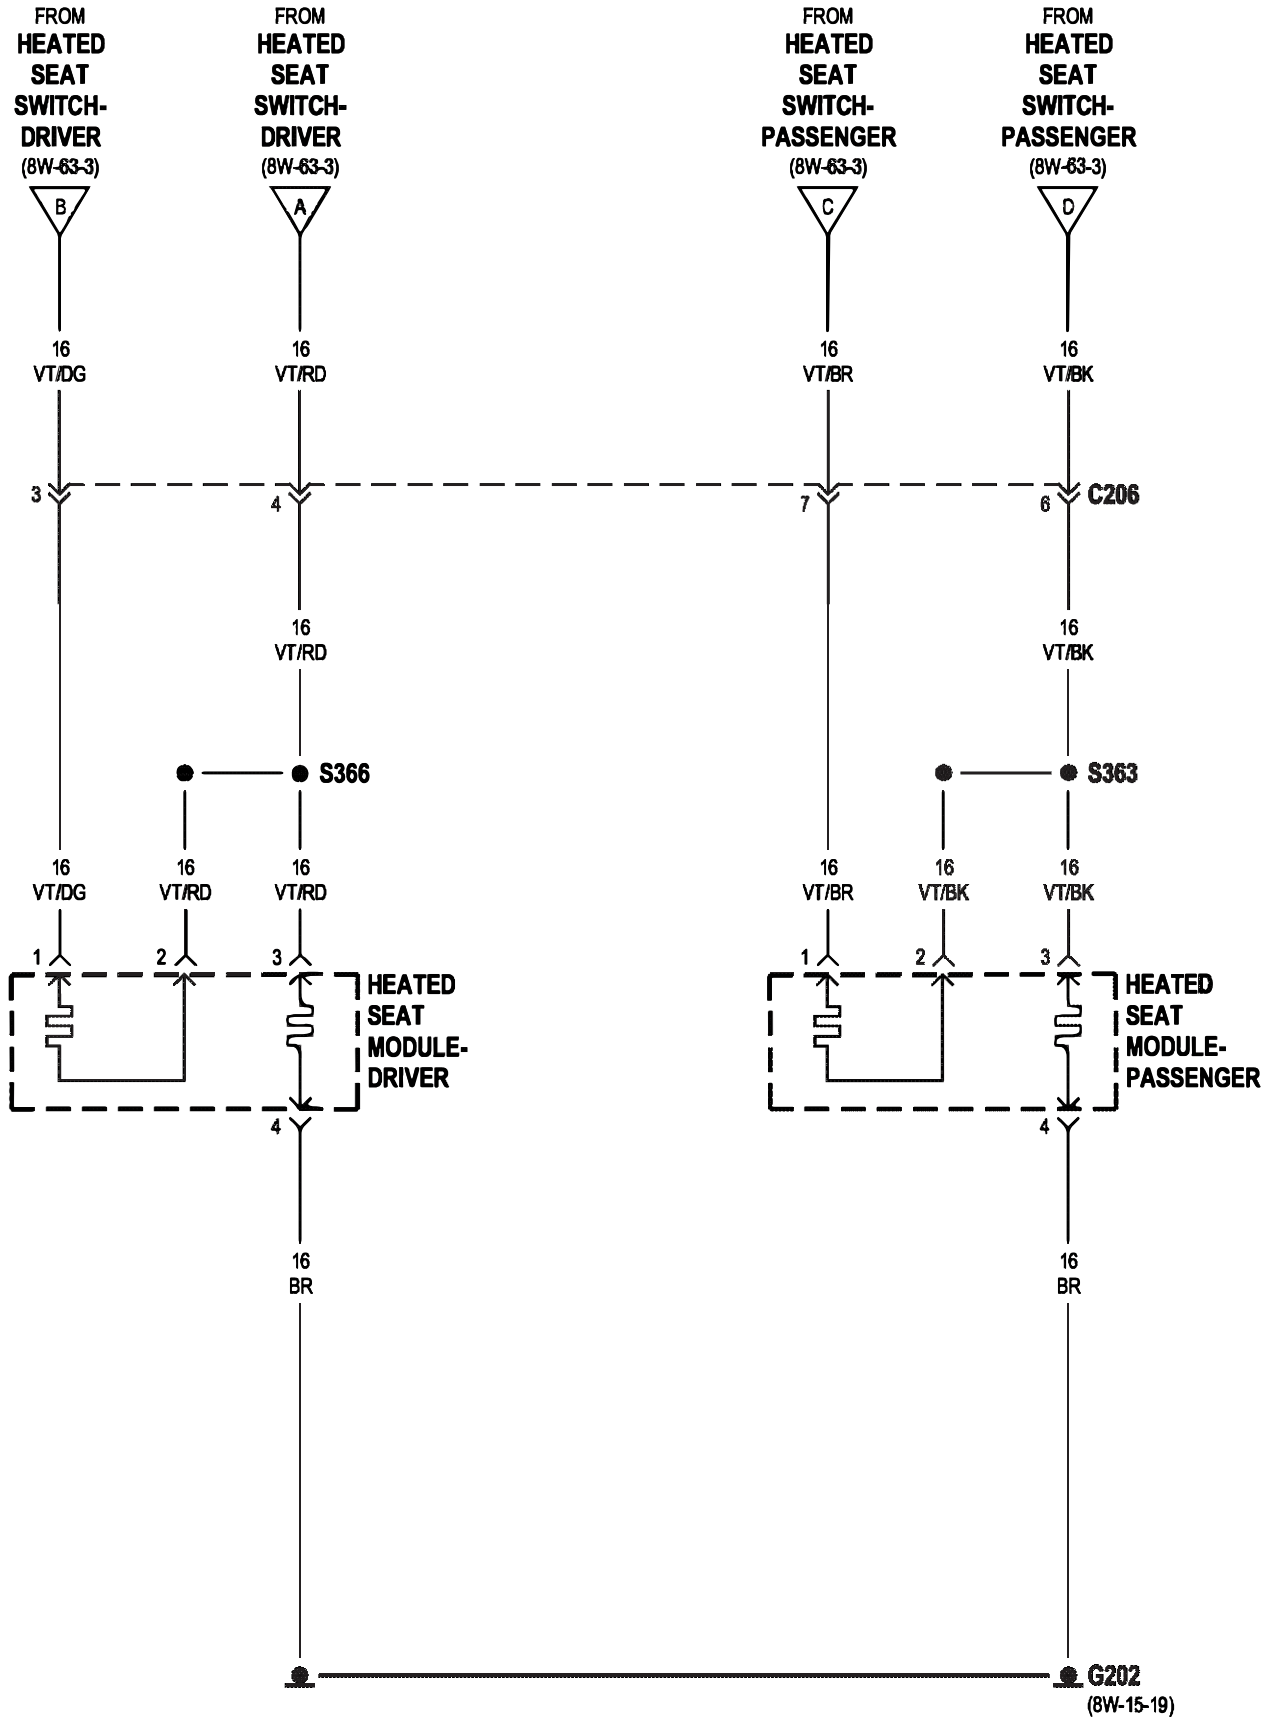 FROM
HEATED
SEAT
SWITCH-
DRIVER
(8W-63-3)
B
FROM
HEATED
SEAT
SWITCH-
DRIVER
(8W-63-3)
A
FROM
HEATED
SEAT
SWITCH-
PASSENGER
(8W-63-3)
C
FROM
HEATED
SEAT
SWITCH-
PASSENGER
(8W-63-3)
D
16
VT/DG
16
VT/RD
16
VT/BR
16
VT/BK
3
4
7
6
C206
16
VT/RD
16
VT/BK
S366
S363
16
VT/DG
16
VT/RD
16
VT/RD
16
VT/BR
16
VT/BK
16
VT/BK
1
2
3
1
2
3
HEATED
SEAT
MODULE-
DRIVER
HEATED
SEAT
MODULE-
PASSENGER
4
4
16
BR
16
BR
G202
(8W-15-19)